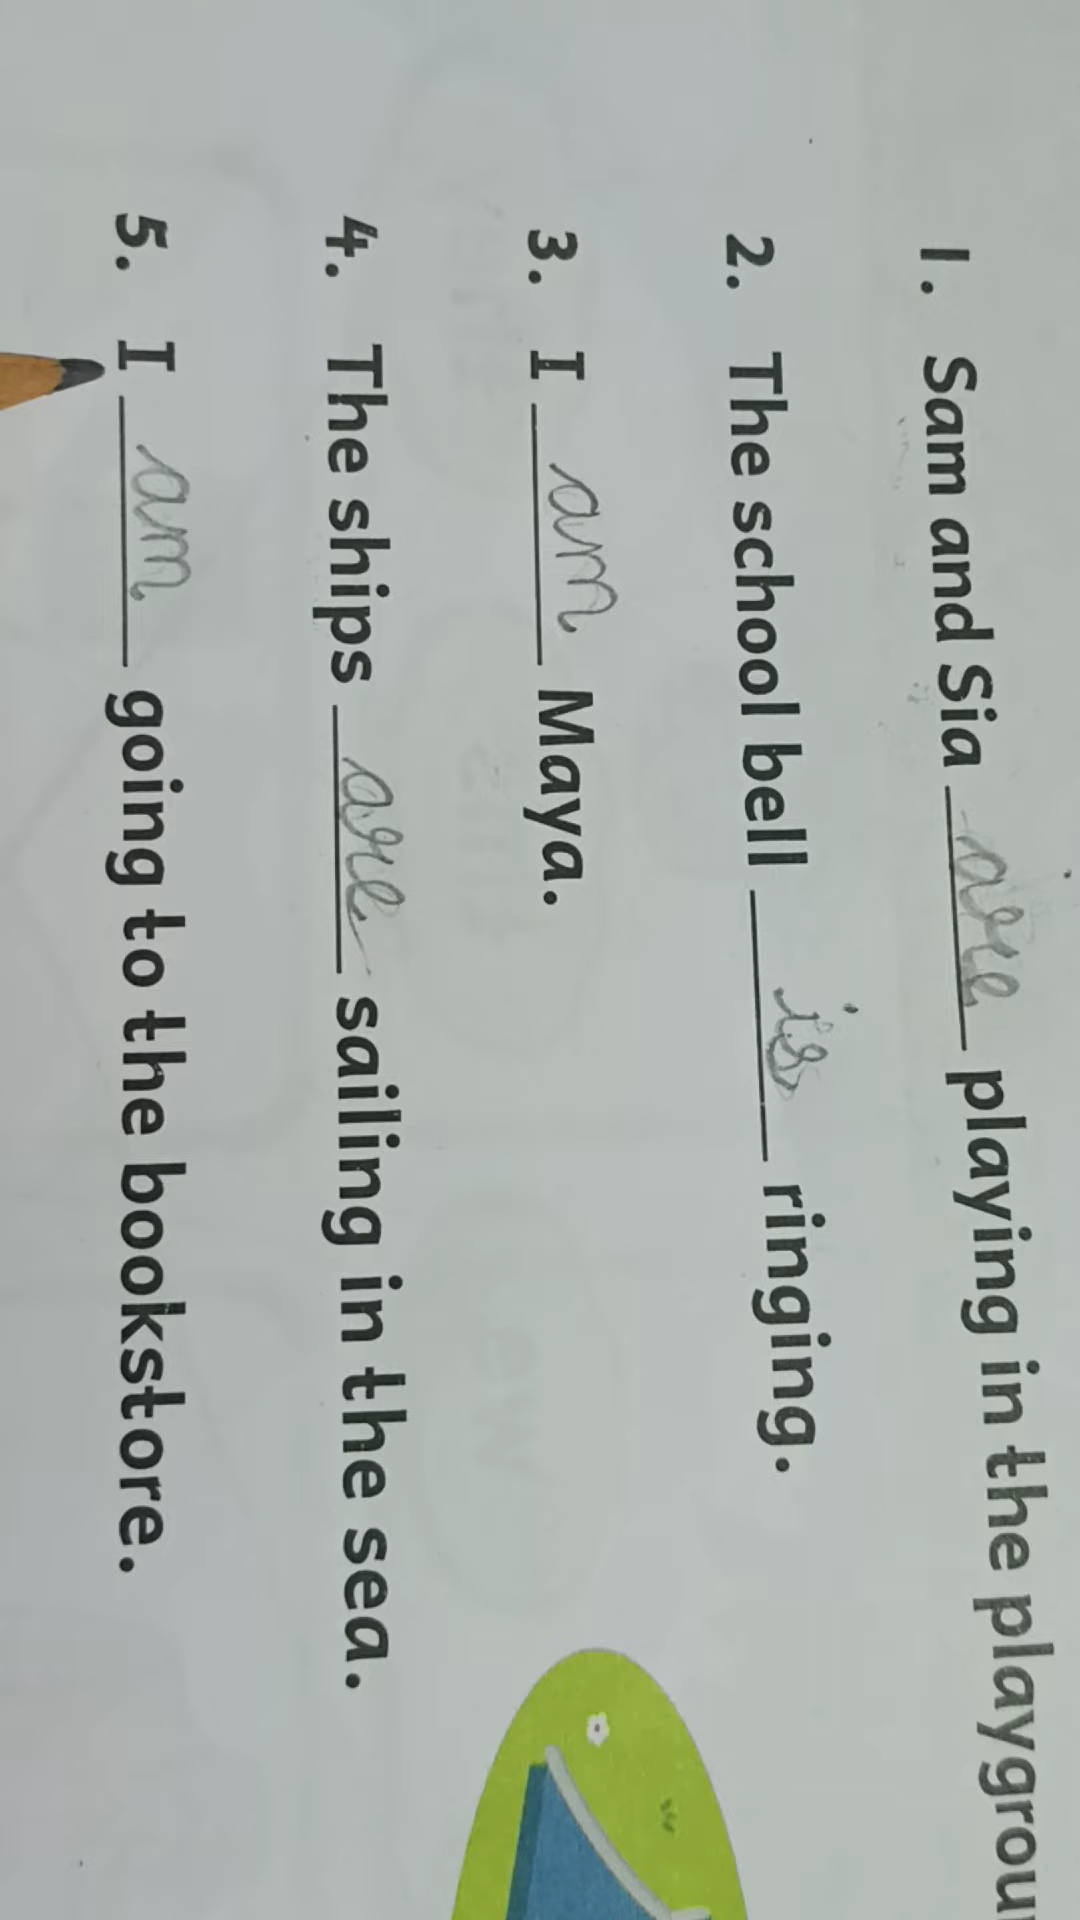 1. Sam and Sia are playing in the
2. The school bell is ringing.
3. I am Maya.
4. The ships are sailing in the sea.
5. I am going to the bookstore.